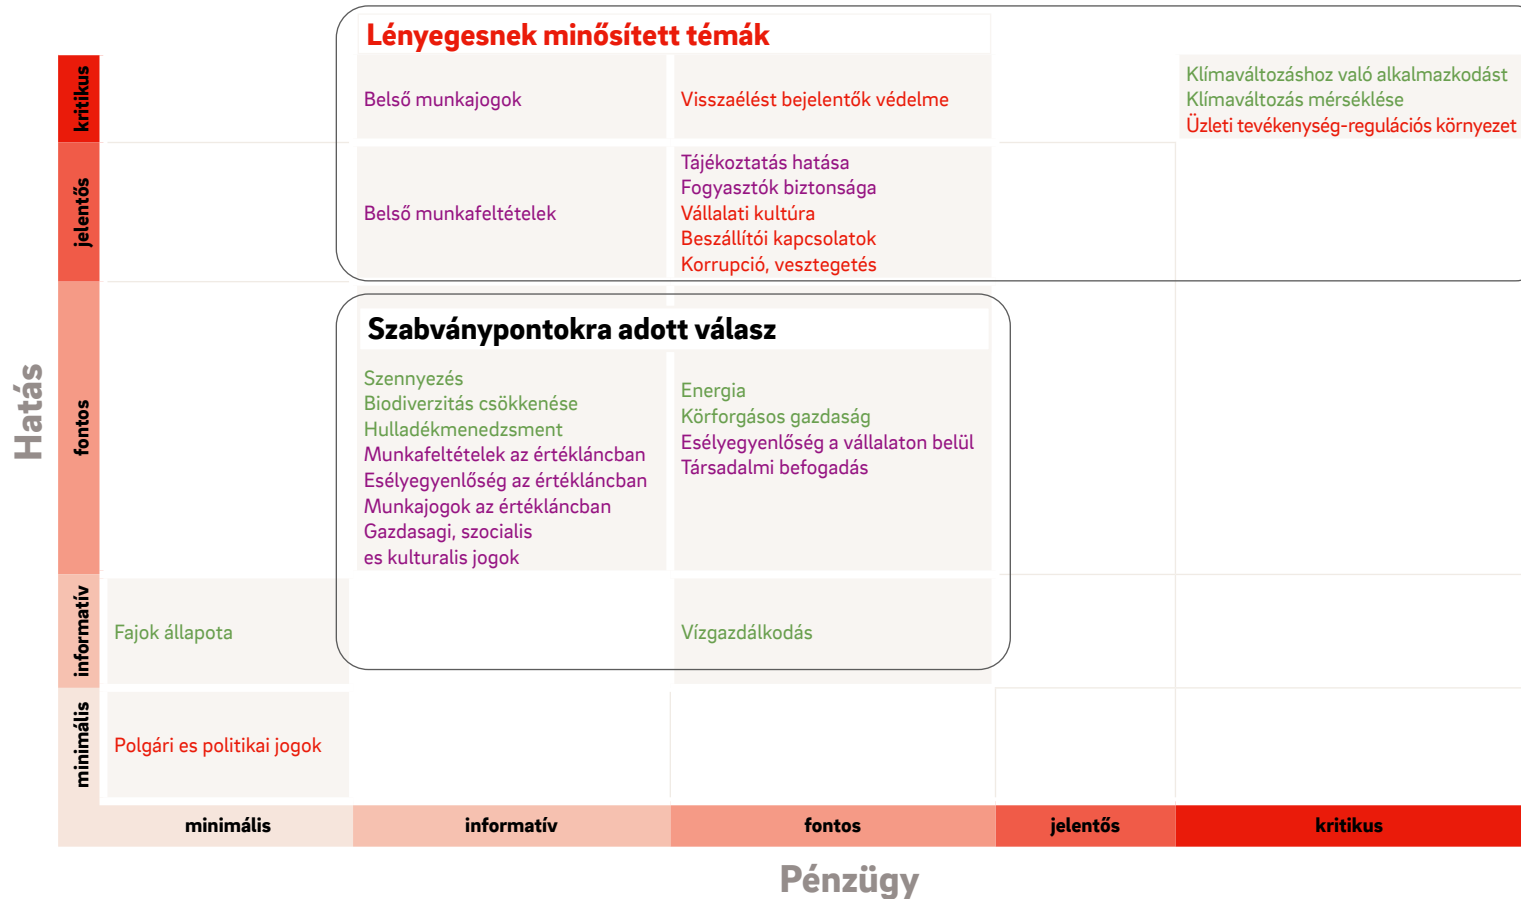 Lényegesnek minősített témák
kritikus
Belső munkajogok
Visszaélést bejelentők védelme
Klímaváltozáshoz való alkalmazkodást
Klímaváltozás mérséklése
Üzleti tevékenység-regulációs környezet
jelentős
Belső munkafeltételek
Tájékoztatás hatása
Fogyasztók biztonsága
Vállalati kultúra
Beszállítói kapcsolatok
Korrupció, vesztegetés
Szabványpontokra adott válasz
Hatás
fontos
Szennyezés
Biodiverzitás csökkenése
Hulladékmenedzsment
Munkafeltételek az értékláncban
Esélyegyenlőség az értékláncban
Munkajogok az értékláncban
Gazdasagi, szocialis
es kulturalis jogok
Energia
Körforgásos gazdaság
Esélyegyenlőség a vállalaton belül
Társadalmi befogadás
informatív
Fajok állapota
Vízgazdálkodás
minimális
Polgári es politikai jogok
minimális
informatív
fontos
jelentős
kritikus
Pénzügy